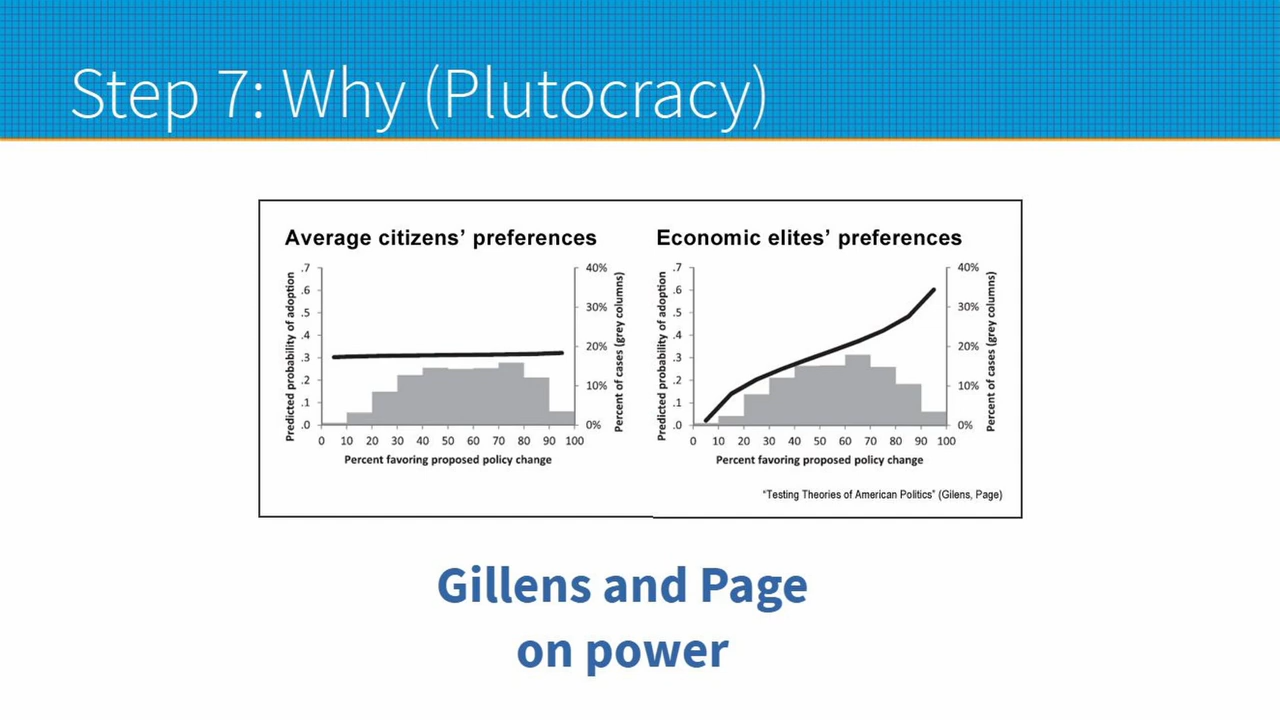 Step 7: Why (Plutocracy)
Average citizens’ preferences
Predicted probability of adoption
.7
.6
.5
.4
.3
.2
.1
.0
40%
30%
20%
10%
0%
Percent of cases (grey columns)
0 10 20 30 40 50 60 70 80 90 100
Percent favoring proposed policy change
Economic elites’ preferences
Predicted probability of adoption
.7
.6
.5
.4
.3
.2
.1
.0
40%
30%
20%
10%
0%
Percent of cases (grey columns)
0 10 20 30 40 50 60 70 80 90 100
Percent favoring proposed policy change
“Testing Theories of American Politics” (Gilens, Page)
Gillens and Page
on power